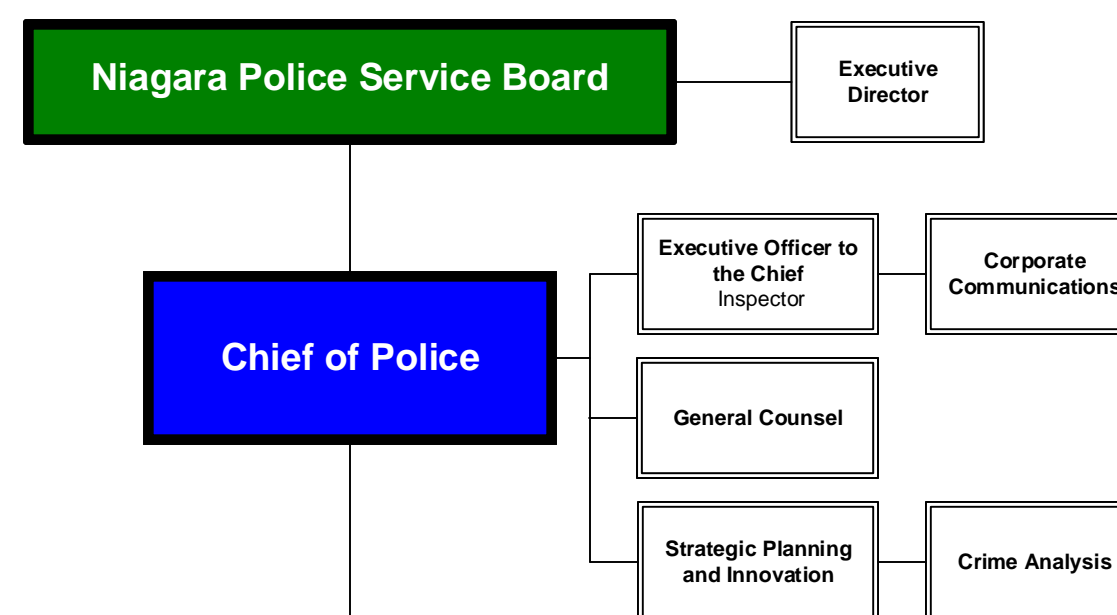 Niagara Police Service Board
Executive
Director
Executive Officer to
the Chief
Inspector
Corporate
Communications
Chief of Police
General Counsel
Strategic Planning
and Innovation
Crime Analysis